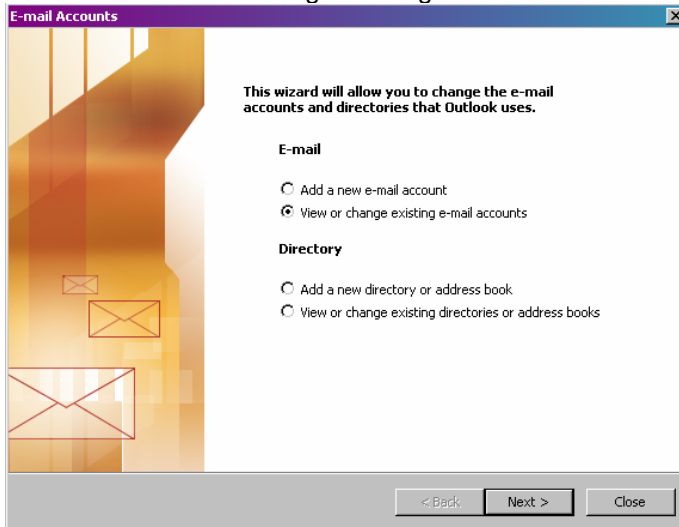 E-mail Accounts
This wizard will allow you to change the e-mail
accounts and directories that Outlook uses.
E-mail
Add a new e-mail account
View or change existing e-mail accounts
Directory
Add a new directory or address book
View or change existing directories or address books
< Back Next > Close